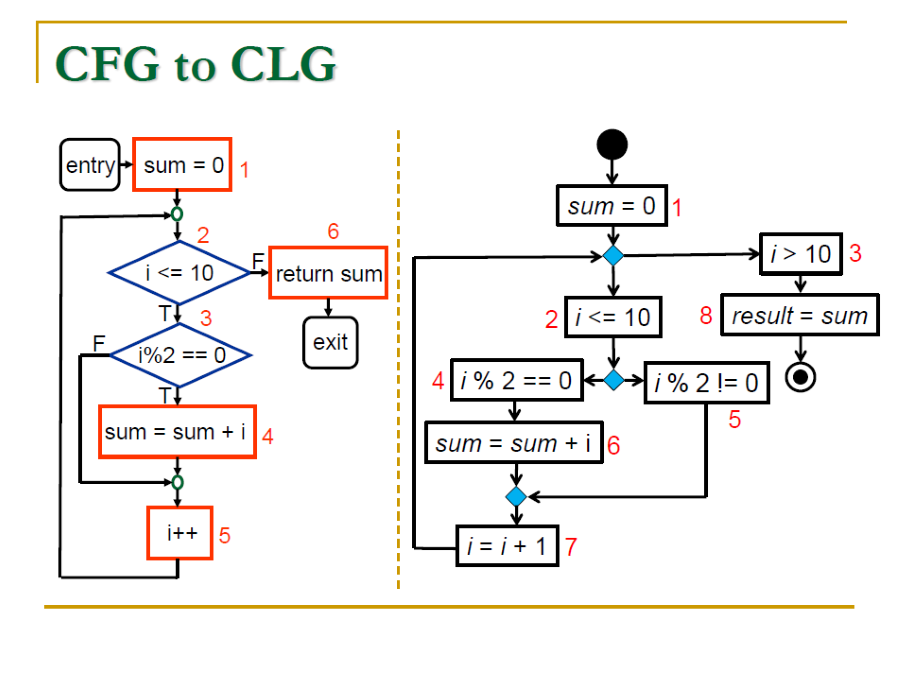 CFG to CLG
entry
sum = 0
1
2
i <= 10
F
6
return sum
exit
T
3
F
i%2 == 0
T
sum = sum + i
4
i++
5
sum = 0
1
i > 10
3
2
i <= 10
8
result = sum
4
i % 2 == 0
i % 2 != 0
5
sum = sum + i
6
i = i + 1
7